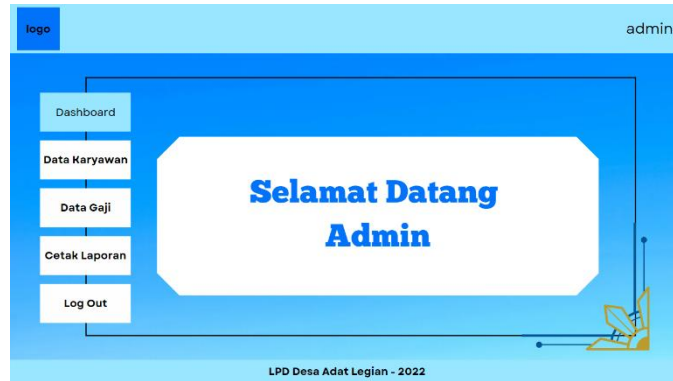 logo
admin
Dashboard
Data Karyawan
Data Gaji
Cetak Laporan
Log Out
Selamat Datang
Admin
LPD Desa Adat Legian - 2022